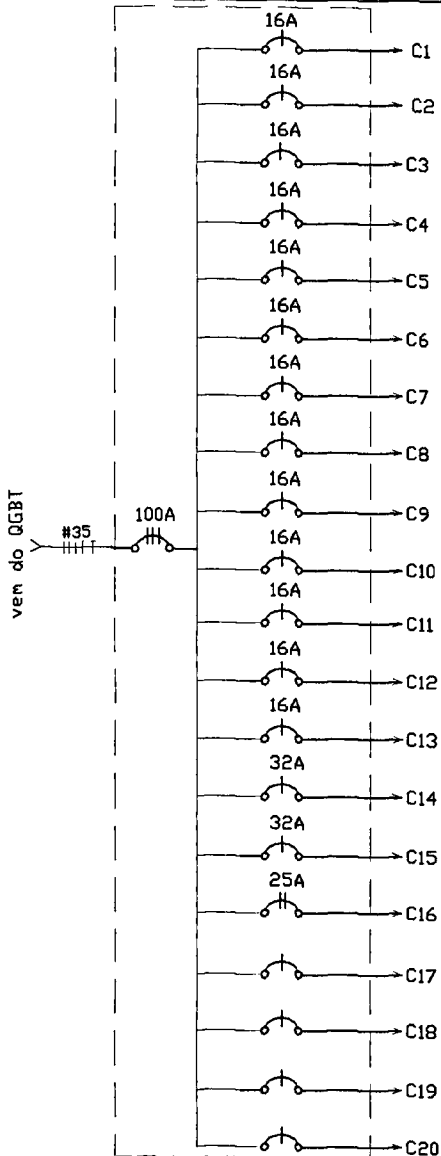 16A
C1
16A
C2
16A
C3
16A
C4
16A
C5
16A
C6
16A
C7
16A
C8
16A
C9
vem do QGBT
#35
100A
16A
C10
16A
C11
16A
C12
16A
C13
32A
C14
32A
C15
25A
C16
C17
C18
C19
C20